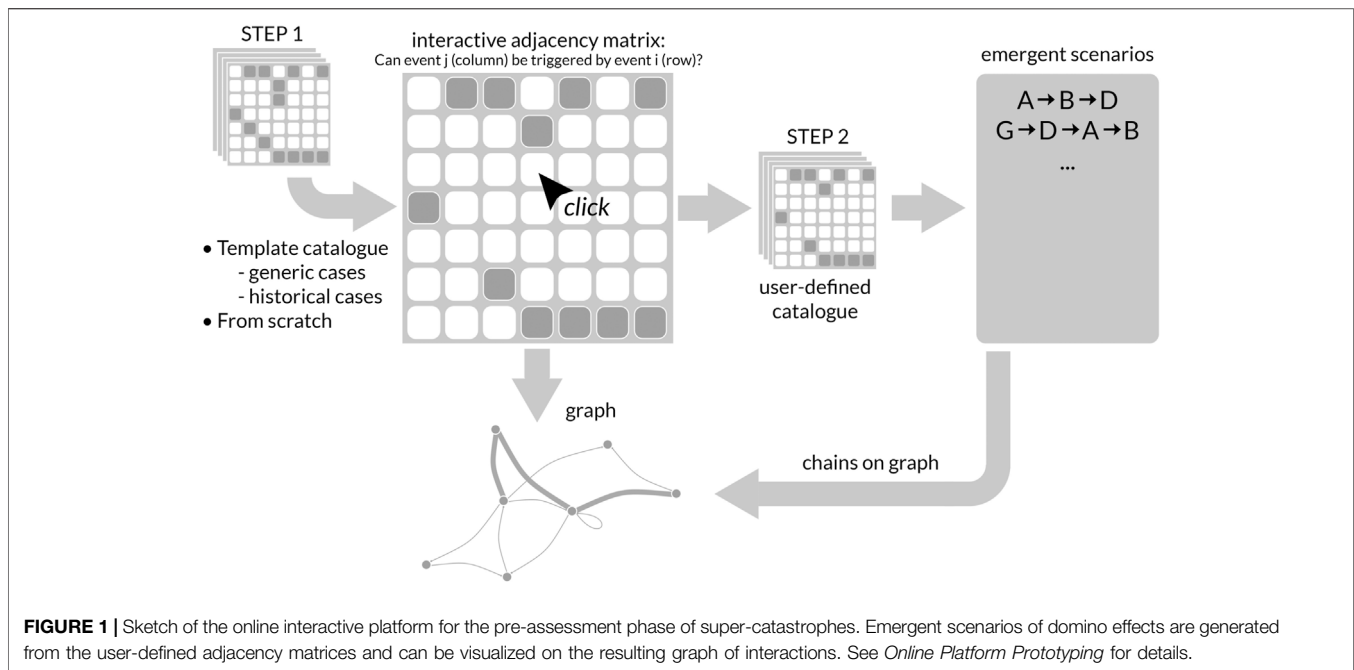 STEP 1
interactive adjacency matrix:
Can event j (column) be triggered by event i (row)?
click
• Template catalogue
- generic cases
- historical cases
• From scratch
STEP 2
user-defined
catalogue
emergent scenarios
A→B→D
G→D→A→B
...
graph
chains on graph
FIGURE 1 | Sketch of the online interactive platform for the pre-assessment phase of super-catastrophes. Emergent scenarios of domino effects are generated
from the user-defined adjacency matrices and can be visualized on the resulting graph of interactions. See Online Platform Prototyping for details.